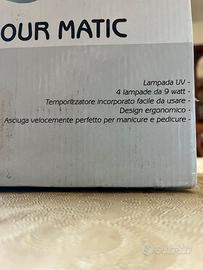 OUR MATIC
Lampada UV -
4 lampade da 9 watt -
Temporizzatore incorporato facile da usare -
Design ergonomico -
Asciuga velocemente perfetto per manicure e pedicure -
subito